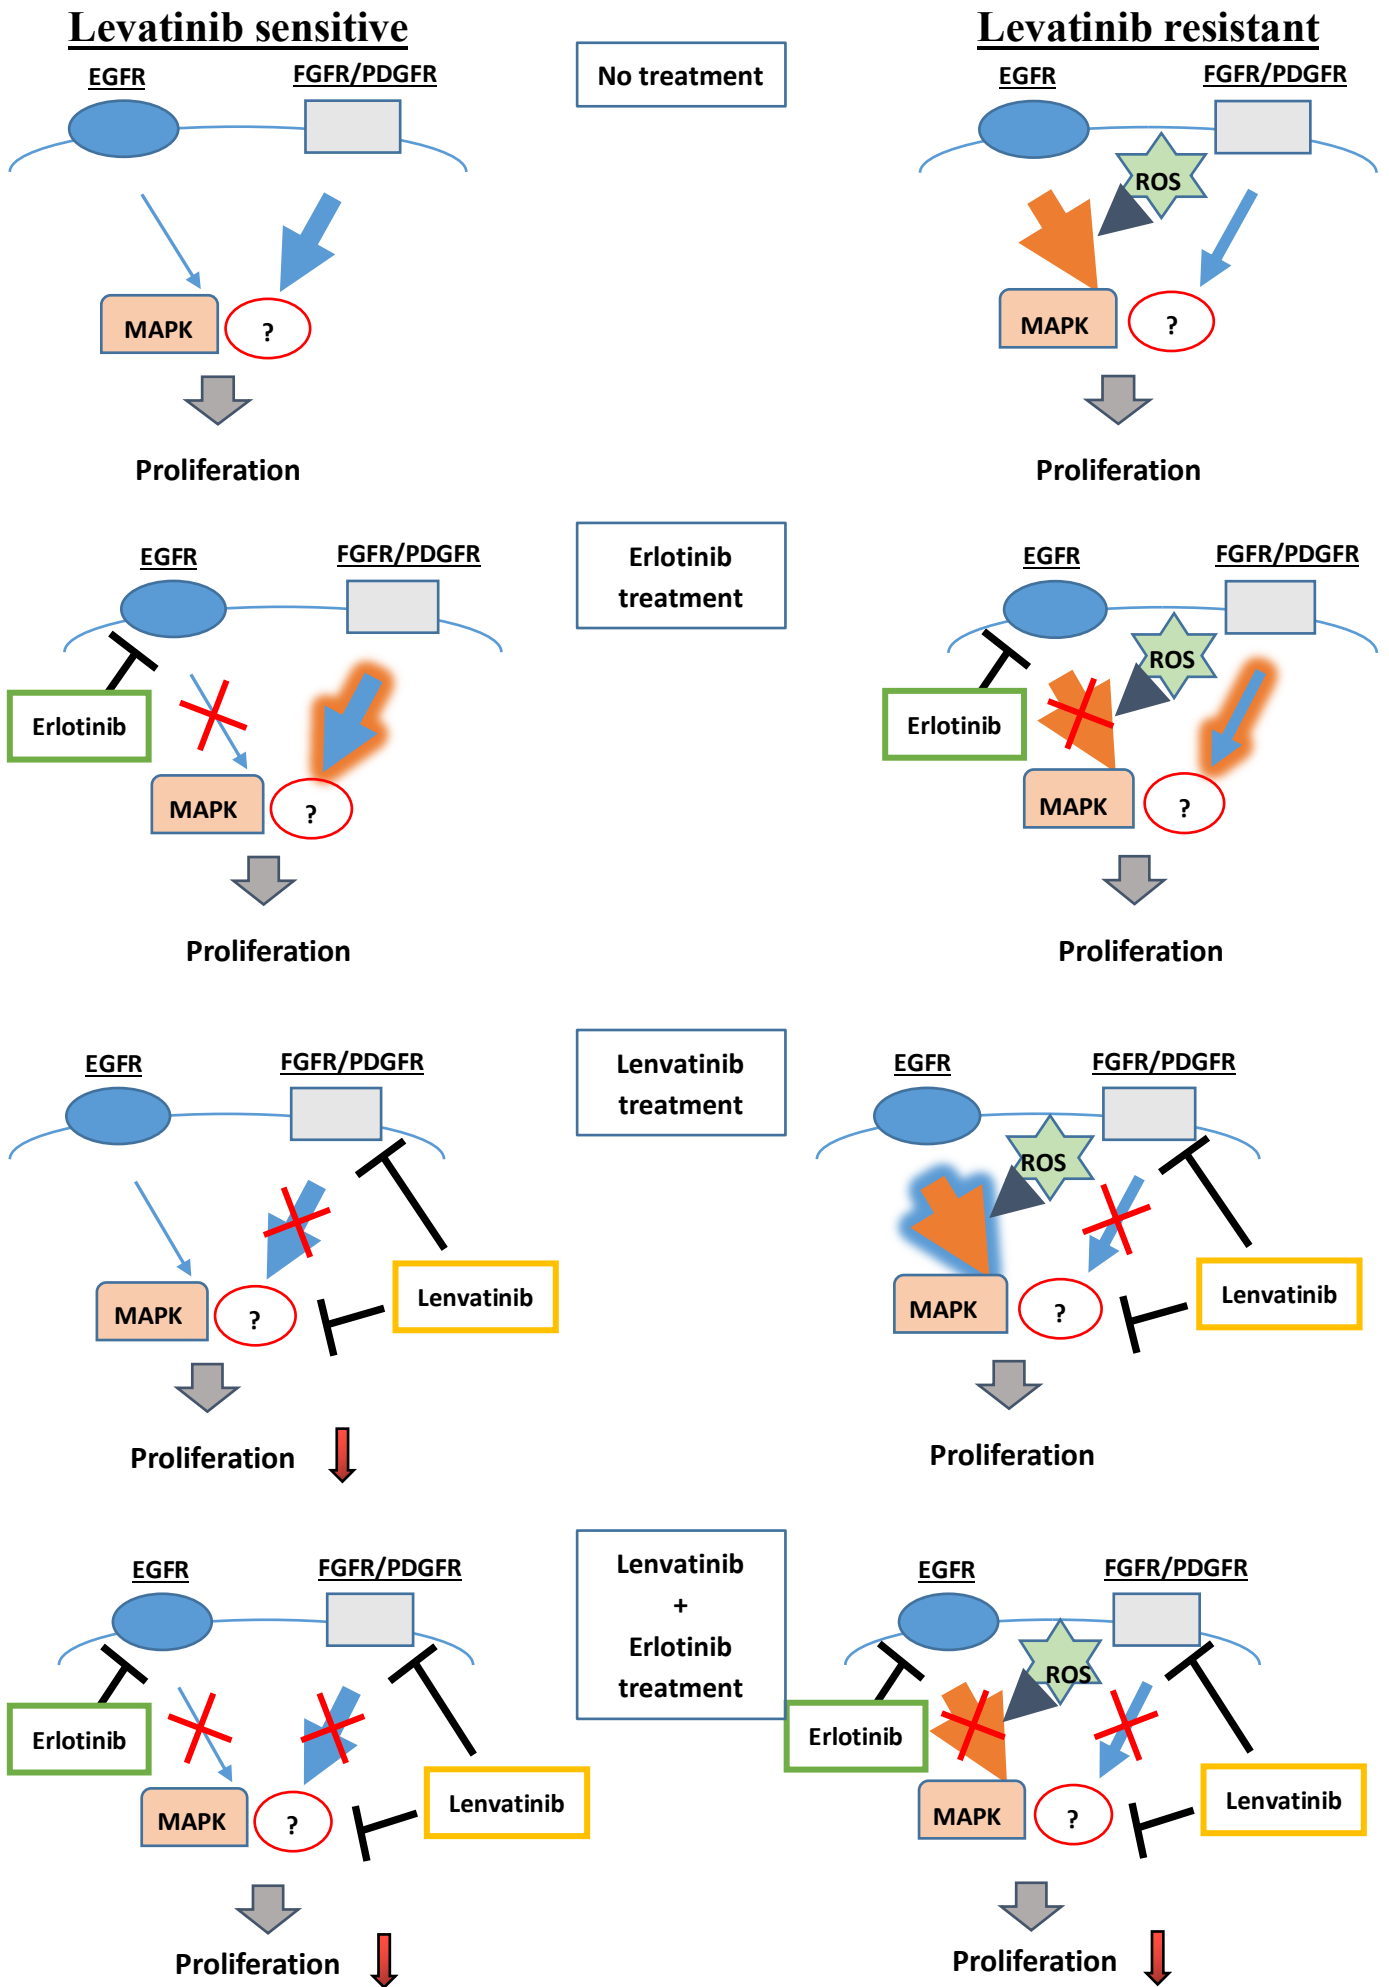 Levatinib sensitive
Levatinib resistant
No treatment
EGFR
FGFR/PDGFR
MAPK
?
Proliferation
EGFR
FGFR/PDGFR
ROS
MAPK
?
Proliferation
Erlotinib
treatment
EGFR
FGFR/PDGFR
Erlotinib
MAPK
?
Proliferation
EGFR
FGFR/PDGFR
ROS
Erlotinib
MAPK
?
Proliferation
Lenvatinib
treatment
EGFR
FGFR/PDGFR
Lenvatinib
MAPK
?
Proliferation
EGFR
FGFR/PDGFR
ROS
Lenvatinib
MAPK
?
Proliferation
Lenvatinib
+
Erlotinib
treatment
EGFR
FGFR/PDGFR
Erlotinib
Lenvatinib
MAPK
?
Proliferation
EGFR
FGFR/PDGFR
ROS
Erlotinib
Lenvatinib
MAPK
?
Proliferation